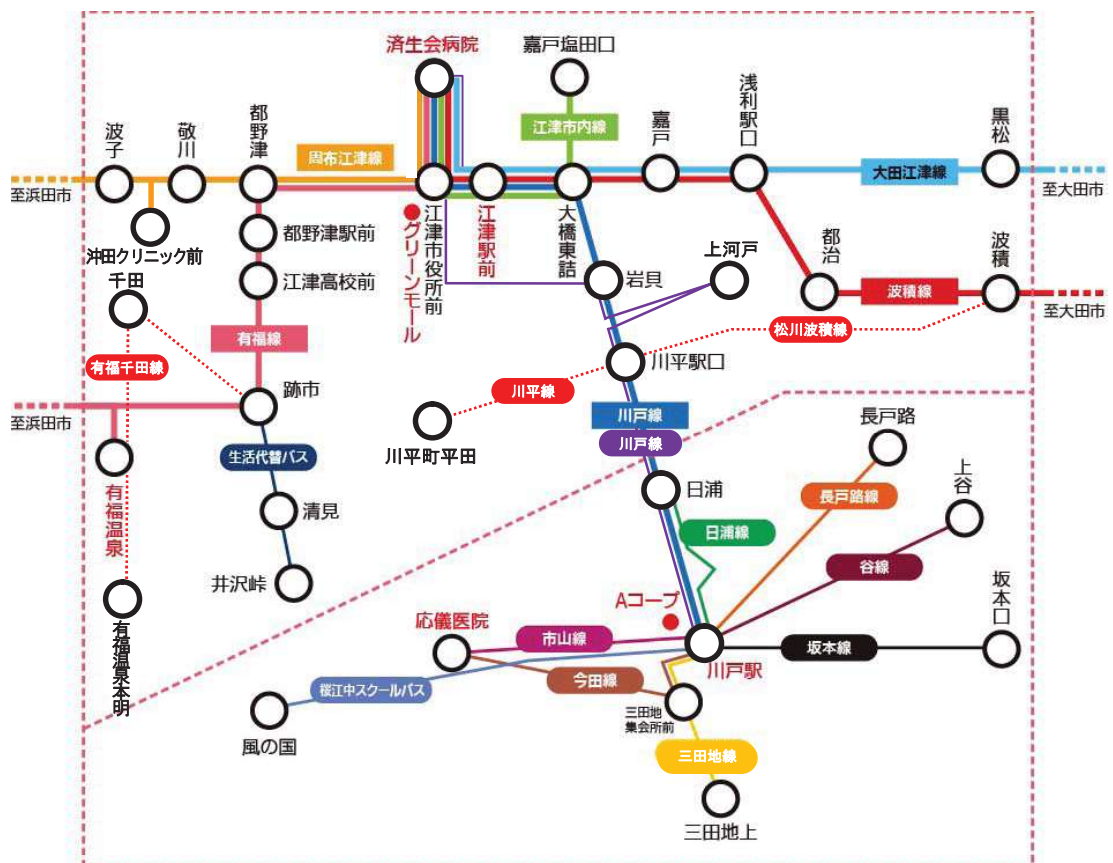 済生会病院
嘉戸塩田口
江津市内線
浅利駅口
嘉戸
黒松
波子
敬川
都野津
周布江津線
大田江津線
至浜田市
至大田市
沖田クリニック前
都野津駅前
江津高校前
●グリーンモール
江津市役所前
江津駅前
大橋東詰
岩貝
上河戸
都治
波積
波積線
至大田市
千田
有福線
有福千田線
松川波積線
川平駅口
川平線
跡市
至浜田市
川平町平田
川戸線
川戸線
生活代替バス
有福温泉
清見
井沢峠
有福温泉本明
日浦
日浦線
長戸路
長戸路線
上谷
谷線
坂本口
坂本線
Aコープ
川戸駅
応儀医院
市山線
今田線
桜江中スクールバス
風の国
三田地
集会所前
三田地線
三田地上